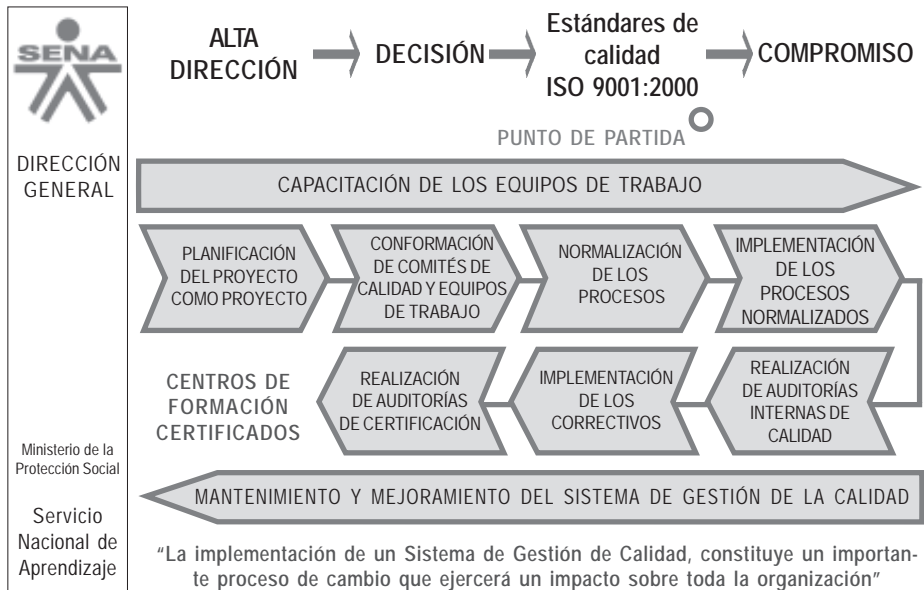 SENA
DIRECCIÓN
GENERAL
Ministerio de la
Protección Social
Servicio
Nacional de
Aprendizaje
ALTA
DIRECCIÓN
DECISIÓN
Estándares de
calidad
ISO 9001:2000
COMPROMISO
PUNTO DE PARTIDA
CAPACITACIÓN DE LOS EQUIPOS DE TRABAJO
PLANIFICACIÓN
DEL PROYECTO
COMO PROYECTO
CONFORMACIÓN
DE COMITÉS DE
CALIDAD Y EQUIPOS
DE TRABAJO
NORMALIZACIÓN
DE LOS
PROCESOS
IMPLEMENTACIÓN
DE LOS
PROCESOS
NORMALIZADOS
REALIZACIÓN
DE AUDITORÍAS
INTERNAS DE
CALIDAD
IMPLEMENTACIÓN
DE LOS
CORRECTIVOS
REALIZACIÓN
DE AUDITORÍAS
DE CERTIFICACIÓN
CENTROS DE
FORMACIÓN
CERTIFICADOS
MANTENIMIENTO Y MEJORAMIENTO DEL SISTEMA DE GESTIÓN DE LA CALIDAD
“La implementación de un Sistema de Gestión de Calidad, constituye un importan-
te proceso de cambio que ejercerá un impacto sobre toda la organización”